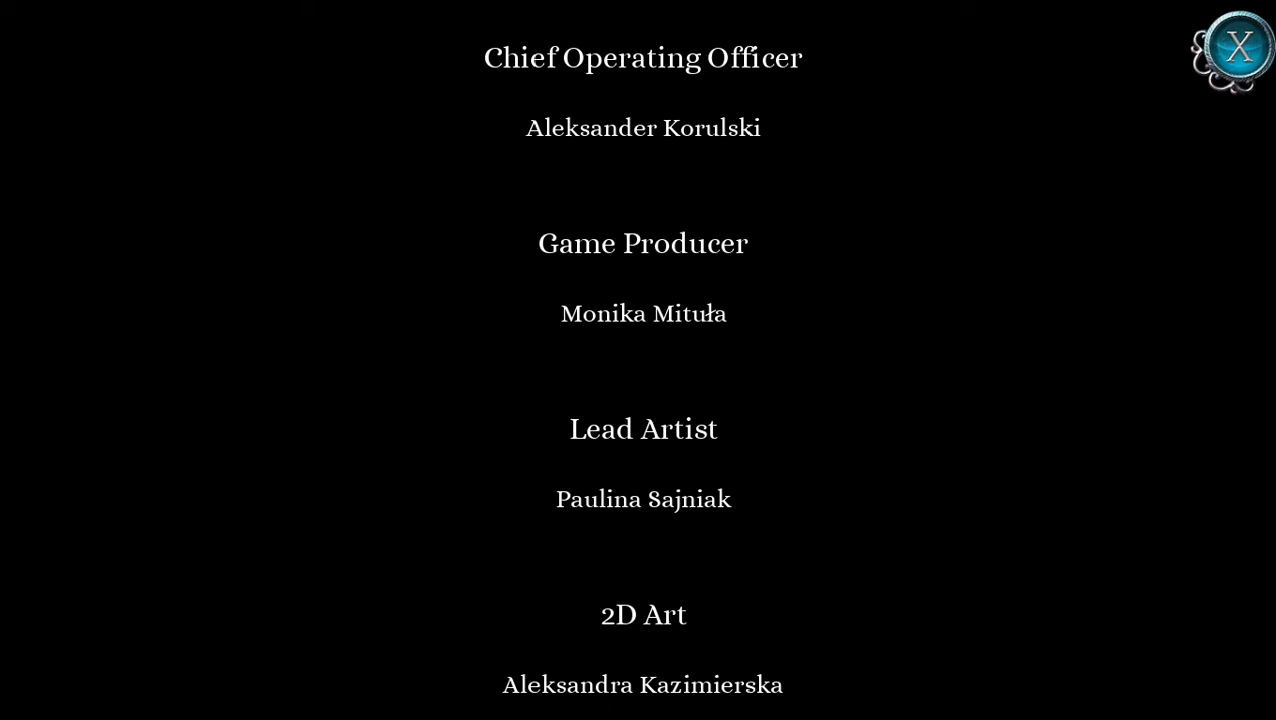 Chief Operating Officer
X
Aleksander Korulski
Game Producer
Monika Mituła
Lead Artist
Paulina Sajniak
2D Art
Aleksandra Kazimierska